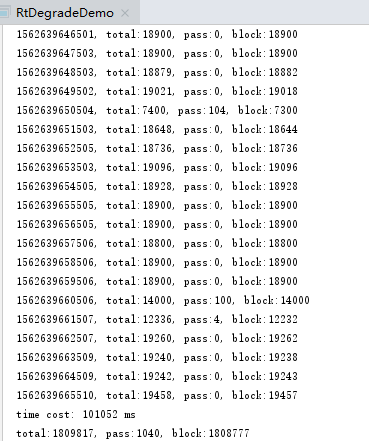 RtDegradeDemo ×
1562639646501, total:18900, pass:0, block:18900
1562639647503, total:18900, pass:0, block:18900
1562639648503, total:18879, pass:0, block:18882
1562639649502, total:19021, pass:0, block:19018
1562639650504, total:7400, pass:104, block:7300
1562639651503, total:18648, pass:0, block:18644
1562639652505, total:18736, pass:0, block:18736
1562639653503, total:19096, pass:0, block:19096
1562639654505, total:18928, pass:0, block:18928
1562639655505, total:18900, pass:0, block:18900
1562639656505, total:18900, pass:0, block:18900
1562639657506, total:18800, pass:0, block:18800
1562639658506, total:18900, pass:0, block:18900
1562639659506, total:18900, pass:0, block:18900
1562639660506, total:14000, pass:100, block:14000
1562639661507, total:12336, pass:4, block:12232
1562639662507, total:19260, pass:0, block:19262
1562639663509, total:19240, pass:0, block:19238
1562639664509, total:19242, pass:0, block:19243
1562639665510, total:19458, pass:0, block:19457
time cost: 101052 ms
total:1809817, pass:1040, block:1808777